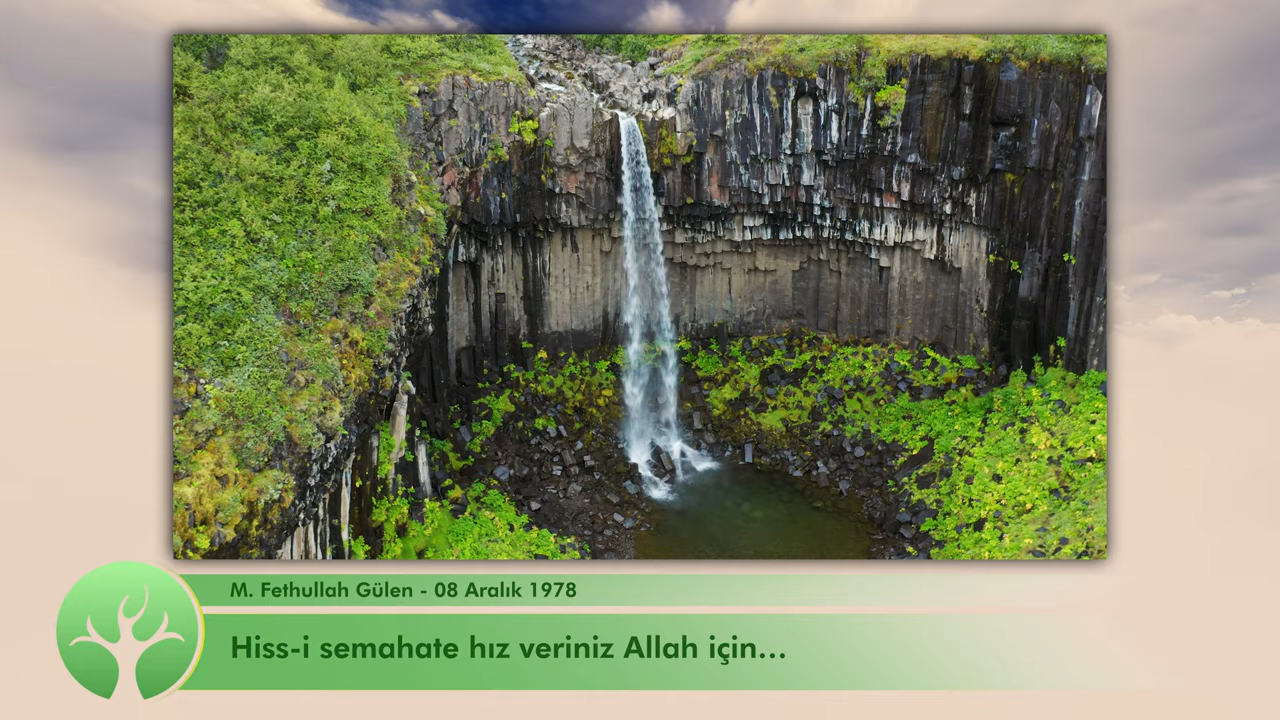 M. Fethullah Gülen - 08 Aralık 1978
Hiss-i semahate hız veriniz Allah için...